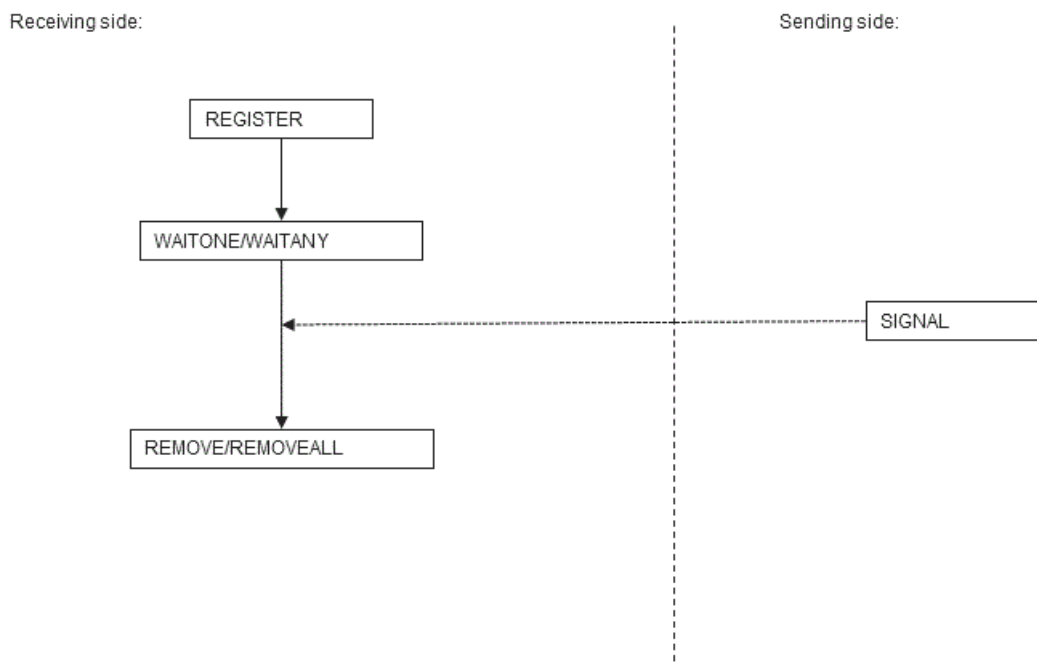 Receiving side:
Sending side:
REGISTER
WAITONE/WAITANY
SIGNAL
REMOVE/REMOVEALL